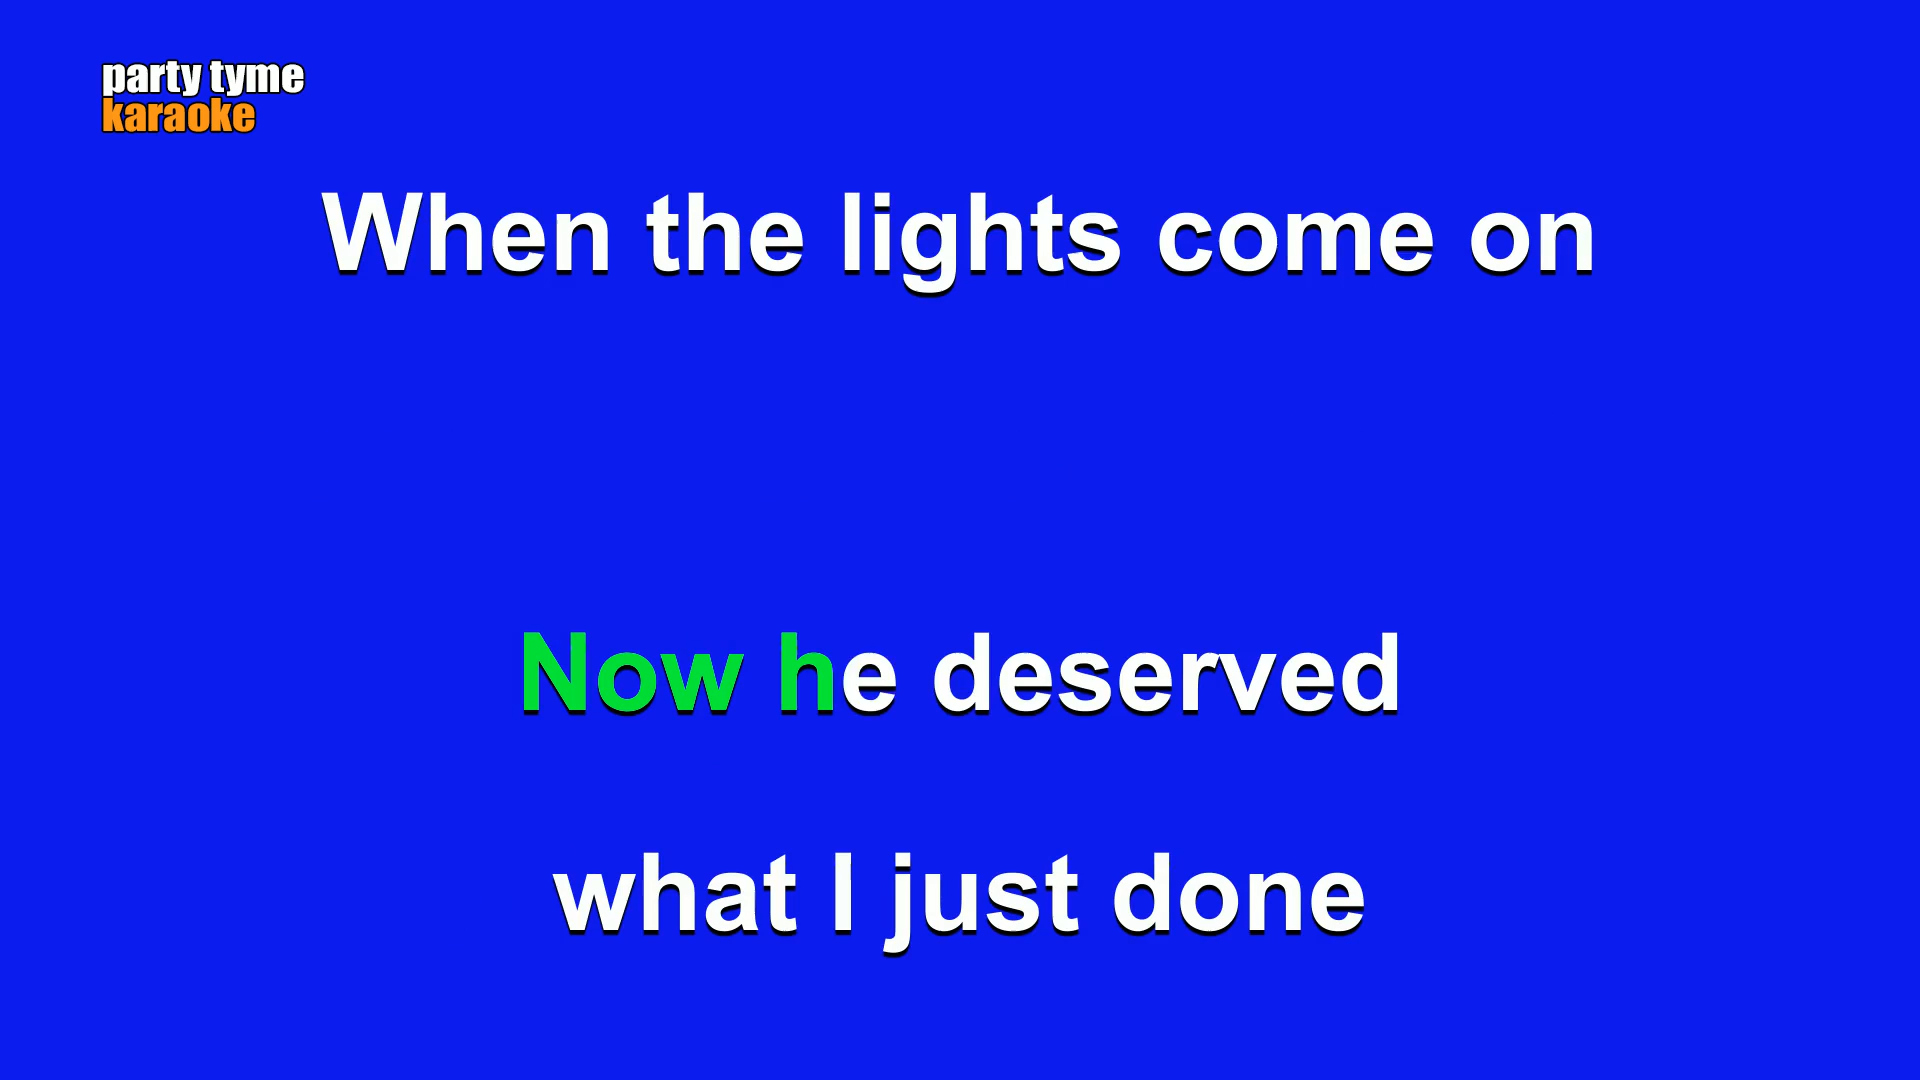 party tyme
karaoke
When the lights come on
Now he deserved
what I just done